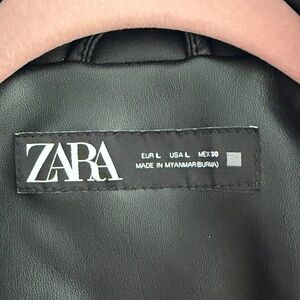 ZARA
EUR L USA L MEX 30
MADE IN MYANMAR (BURMA)